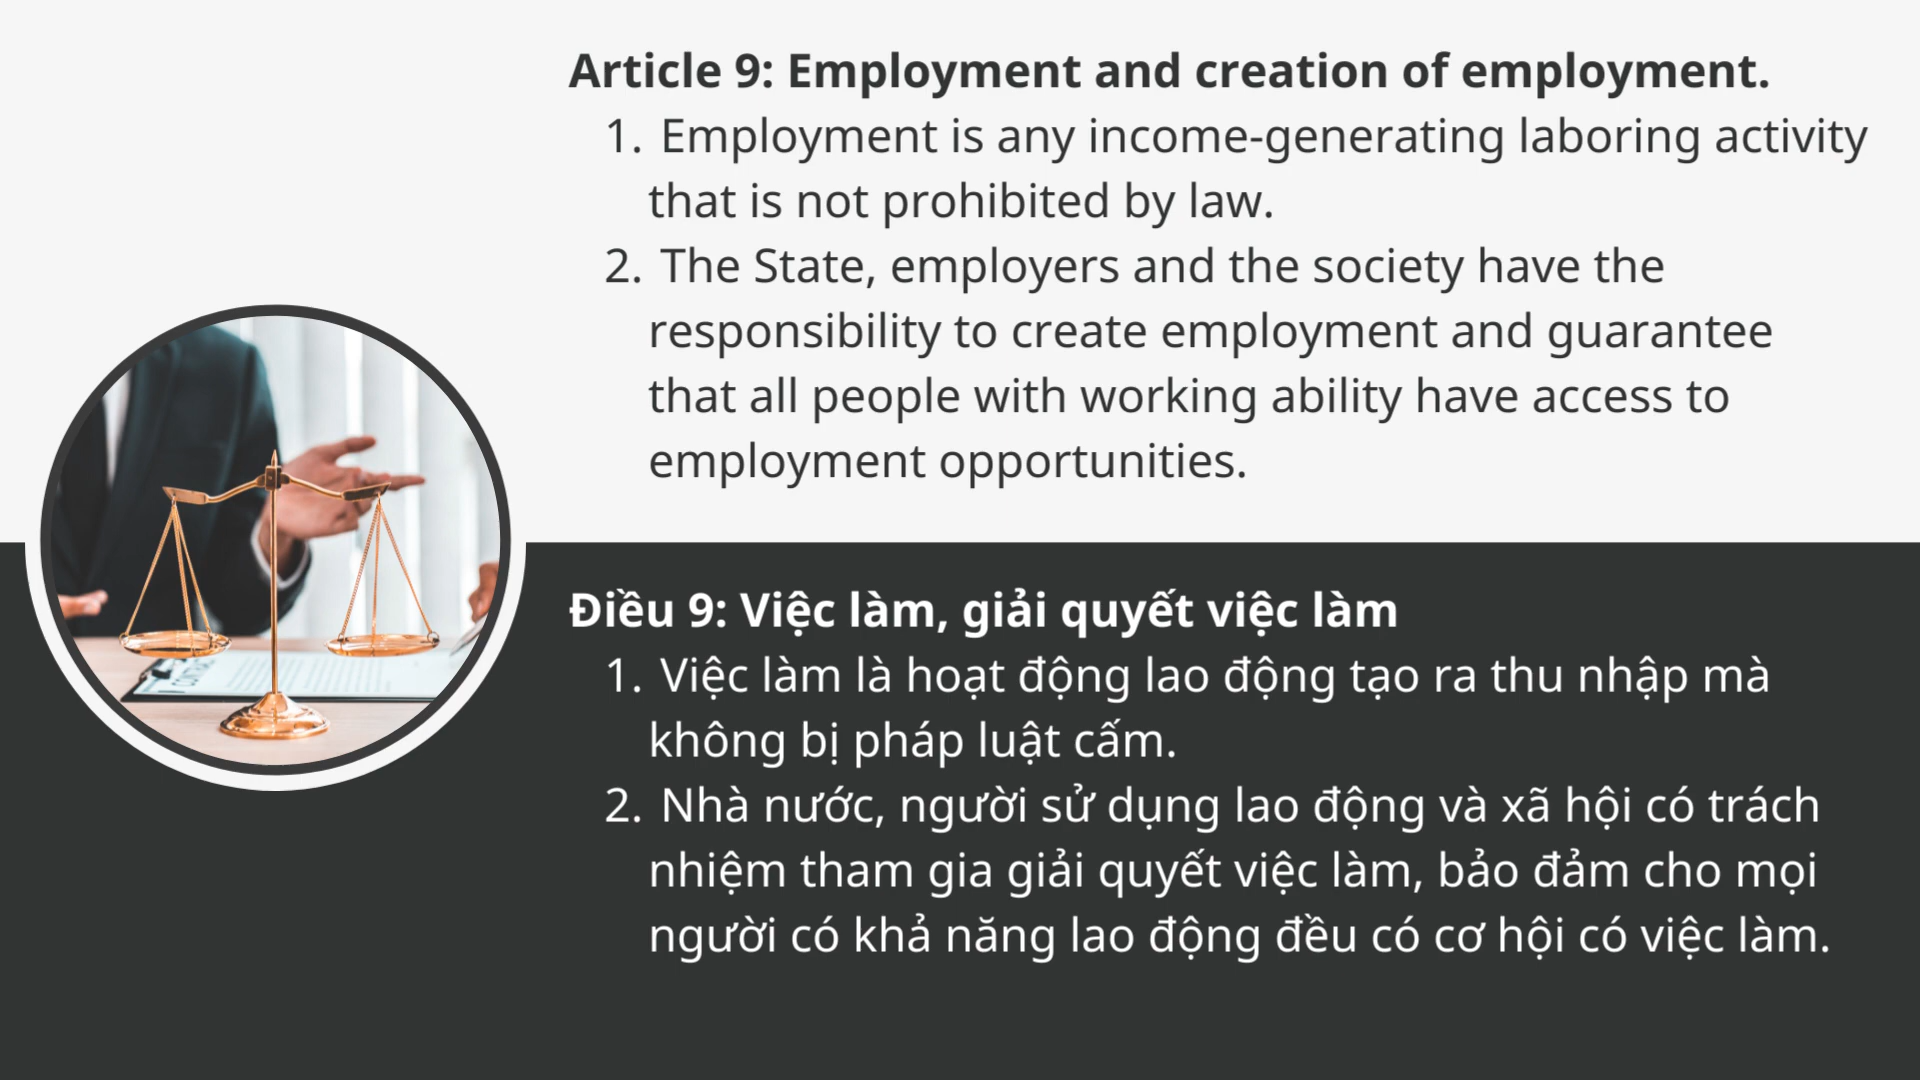 Article 9: Employment and creation of employment.
1. Employment is any income-generating laboring activity
that is not prohibited by law.
2. The State, employers and the society have the
responsibility to create employment and guarantee
that all people with working ability have access to
employment opportunities.
Điều 9: Việc làm, giải quyết việc làm
1. Việc làm là hoạt động lao động tạo ra thu nhập mà
không bị pháp luật cấm.
2. Nhà nước, người sử dụng lao động và xã hội có trách
nhiệm tham gia giải quyết việc làm, bảo đảm cho mọi
người có khả năng lao động đều có cơ hội có việc làm.